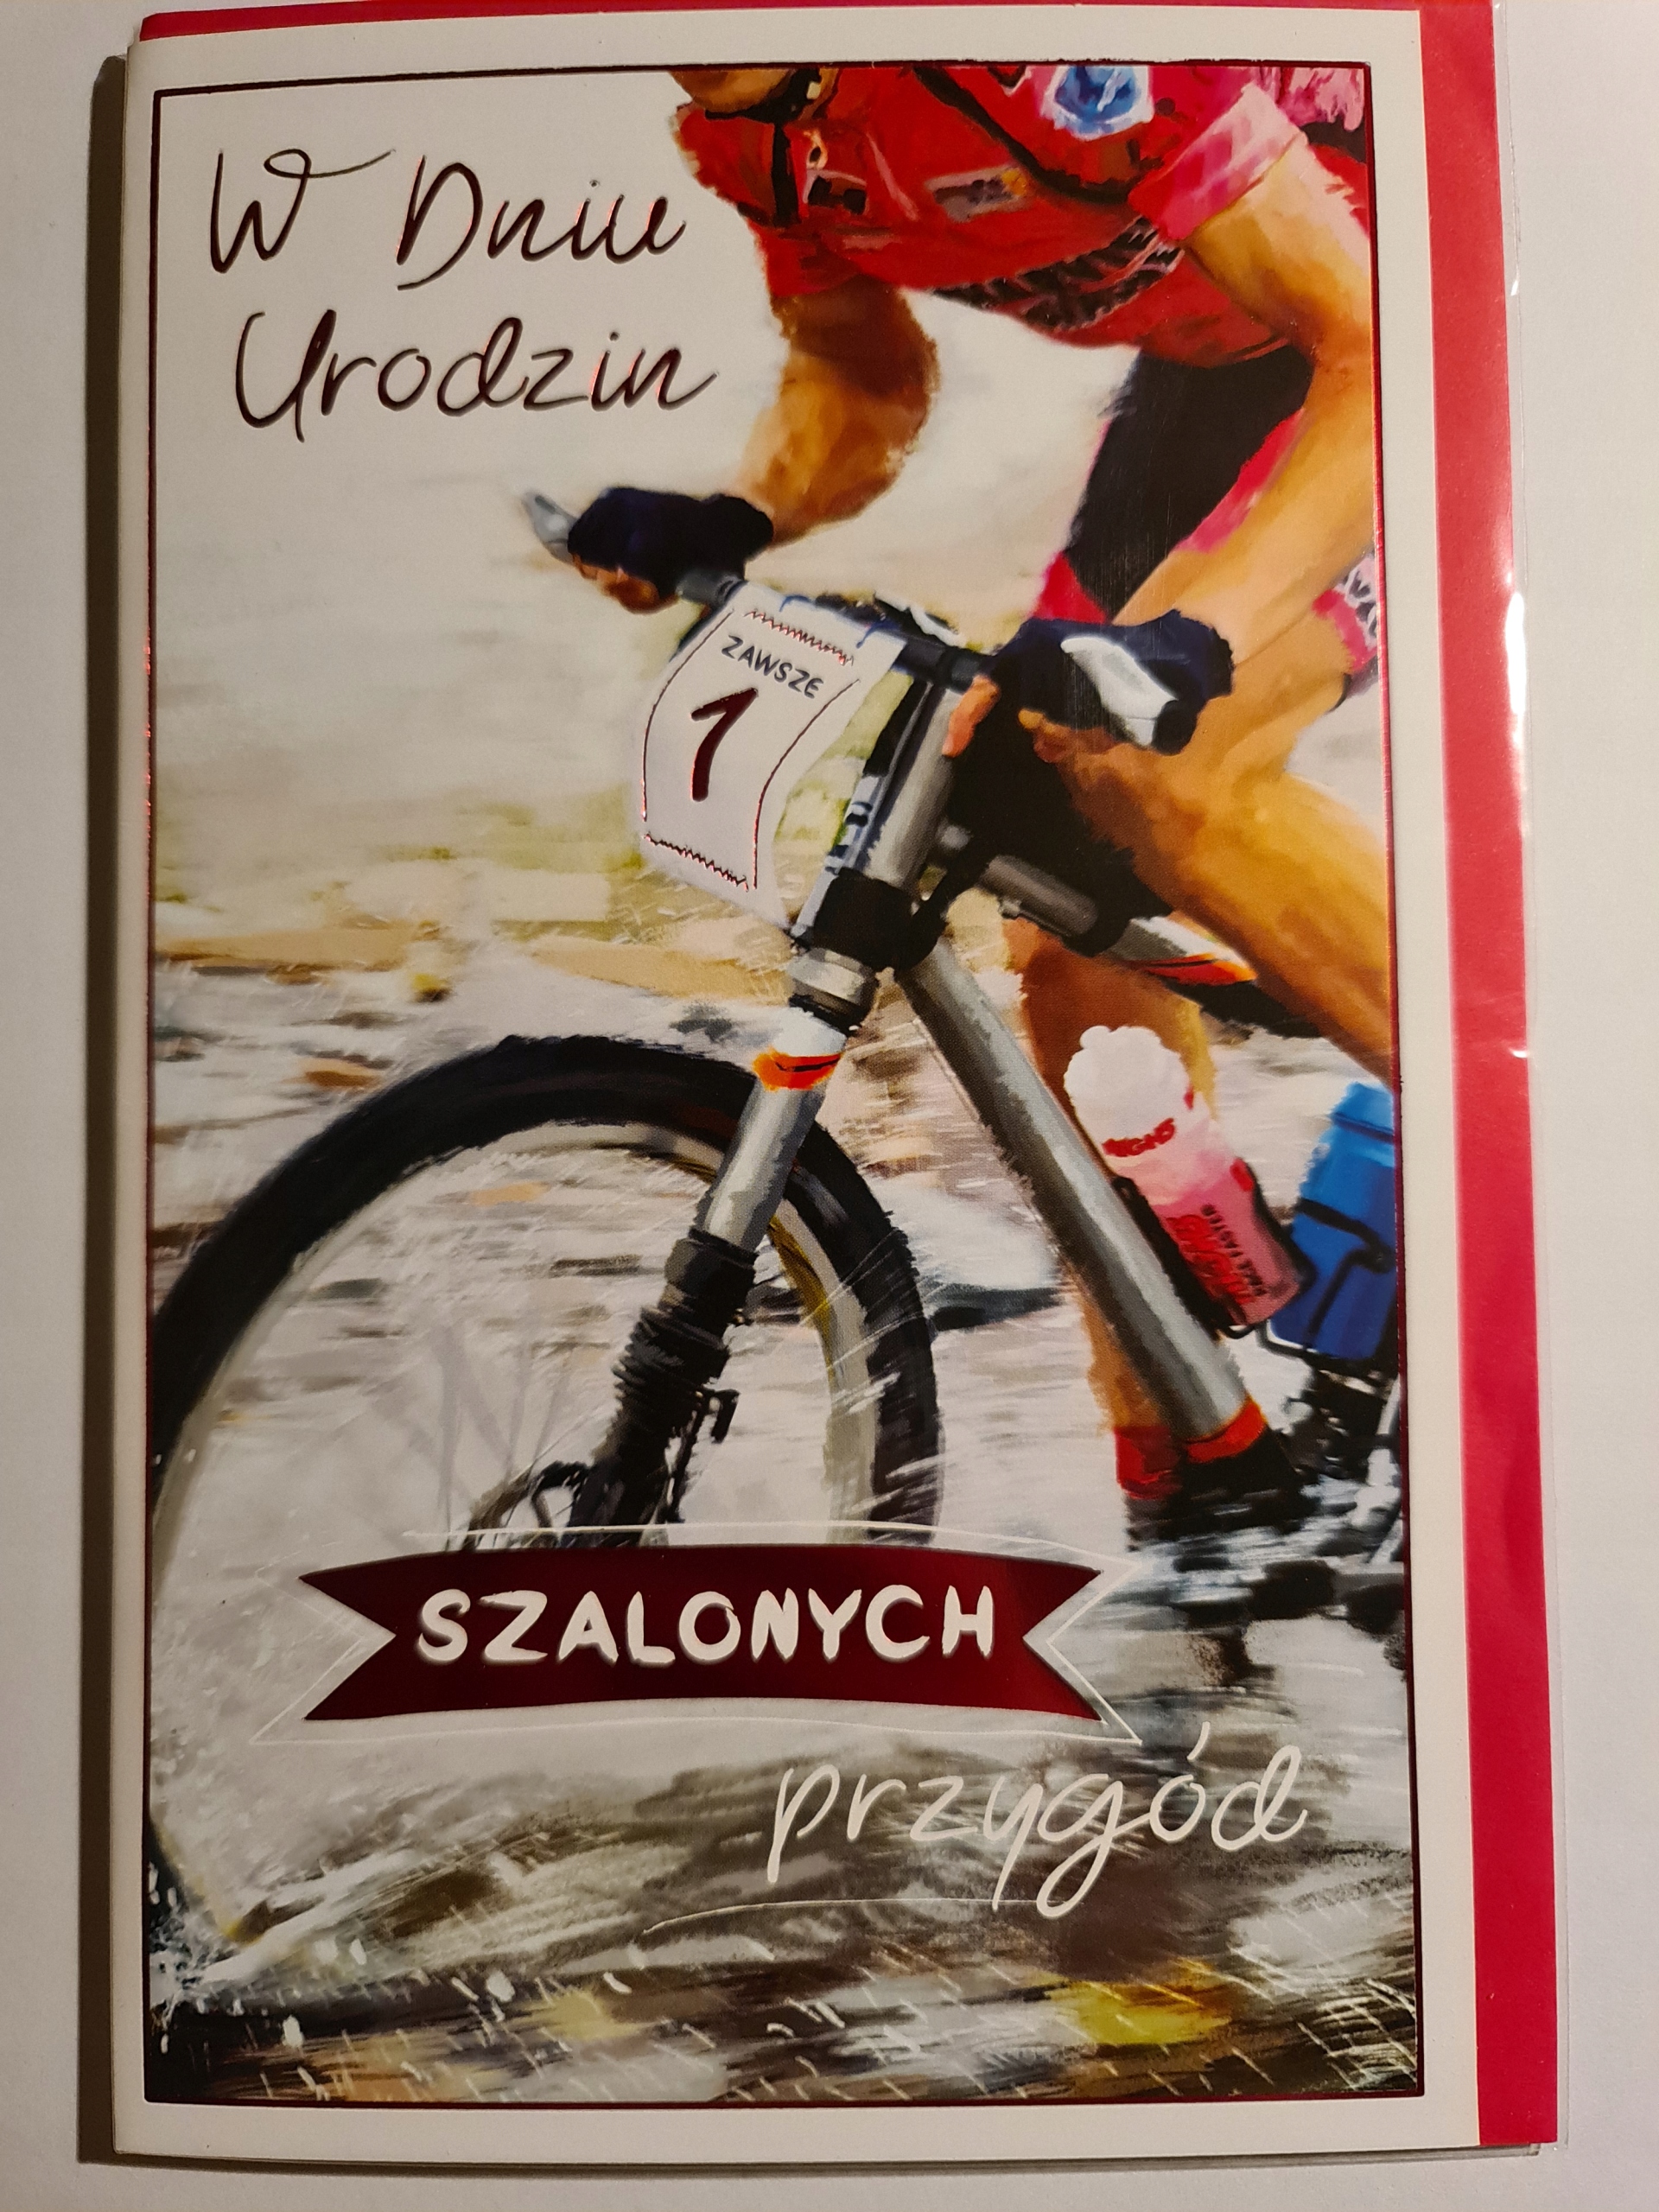 W Dniu
Urodzin
ZAWSZE
1
SZALONYCH
przygód